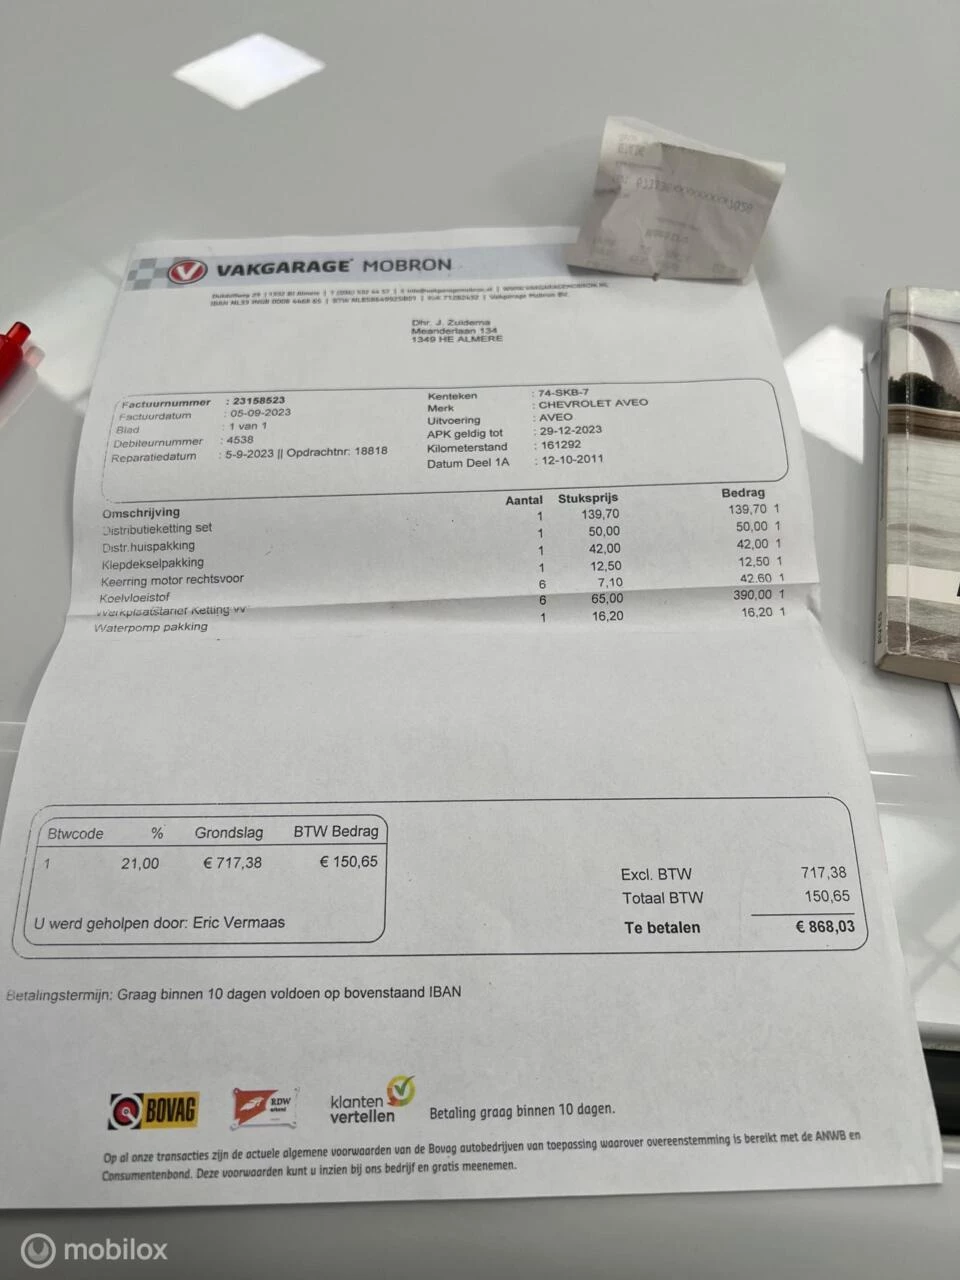 VAKGARAGE MOBRON
Dhr. J. Zuidema
Meanderlaan 134
1349 HE ALMERE
Factuurnummer : 23158523
Factuurdatum : 05-09-2023
Blad : 1 van 1
Debiteurnummer : 4538
Reparatiedatum : 5-9-2023 || Opdrachtnr: 18818
Kenteken : 74-SKB-7
Merk : CHEVROLET AVEO
Uitvoering : AVEO
APK geldig tot : 29-12-2023
Kilometerstand : 161292
Datum Deel 1A : 12-10-2011
Omschrijving Aantal Stuksprijs Bedrag
Distributieketting set 1 139,70 139,70 1
Distr.huispakking 1 50,00 50,00 1
Klepdekselpakking 1 42,00 42,00 1
Keerring motor rechtsvoor 1 12,50 12,50 1
Koelvloeistof 6 7,10 42,60 1
Werkplaatstarief Ketting vv 6 65,00 390,00 1
Waterpomp pakking 1 16,20 16,20 1
Btwcode % Grondslag BTW Bedrag
1 21,00 € 717,38 € 150,65
U werd geholpen door: Eric Vermaas
Excl. BTW 717,38
Totaal BTW 150,65
Te betalen € 868,03
Betalingstermijn: Graag binnen 10 dagen voldoen op bovenstaand IBAN
BOVAG
RDW
klanten
vertellen
Betaling graag binnen 10 dagen.
Op al onze transacties zijn de actuele algemene voorwaarden van de Bovag autobedrijven van toepassing waarover overeenstemming is bereikt met de ANWB en
Consumentenbond. Deze voorwaarden kunt u inzien bij ons bedrijf en gratis meenemen.
mobilox